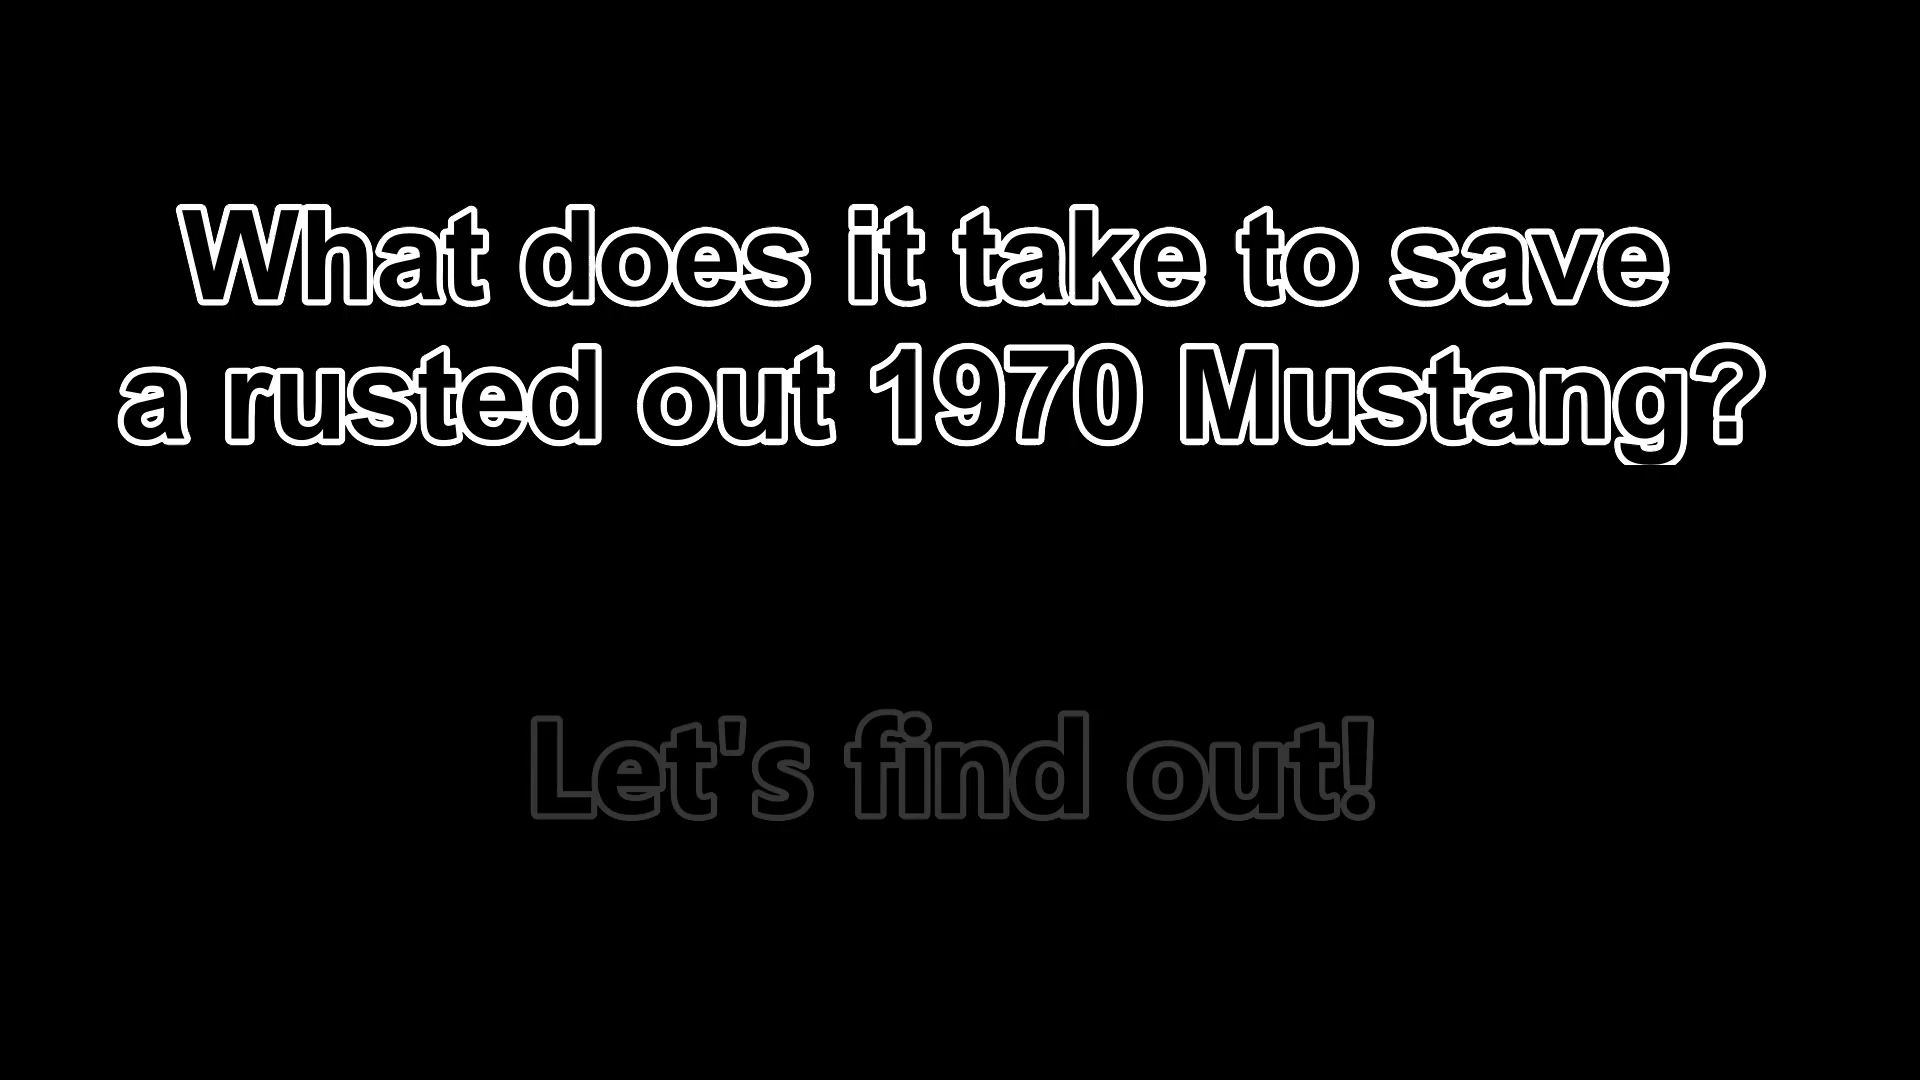 What does it take to save
a rusted out 1970 Mustang?
Let's find out!